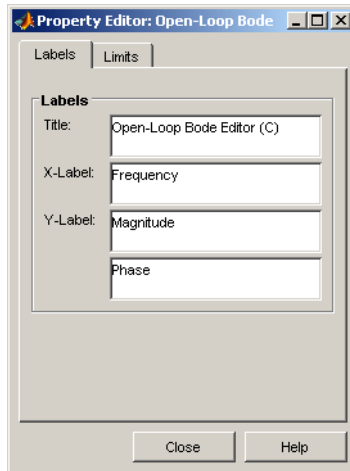 Property Editor: Open-Loop Bode
Labels Limits
Labels
Title: Open-Loop Bode Editor (C)
X-Label: Frequency
Y-Label: Magnitude
Phase
Close Help